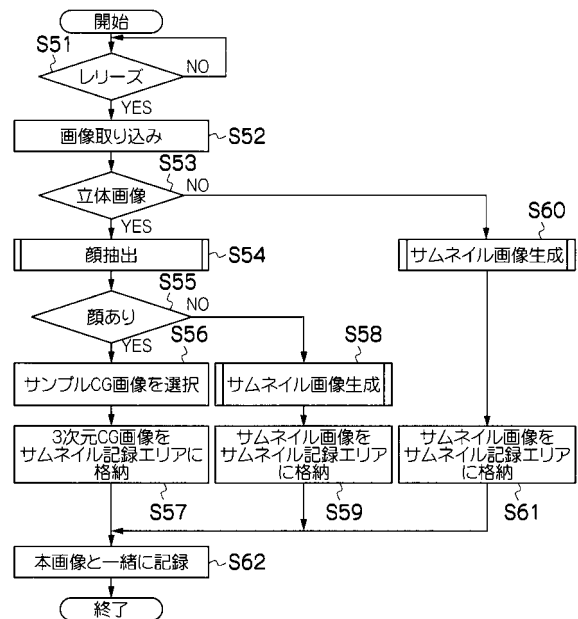 開始
S51
レリーズ
NO
YES
画像取り込み
S52
S53
立体画像
NO
YES
S60
顔抽出
S54
サムネイル画像生成
S55
顔あり
NO
YES
S56
S58
サンプルCG画像を選択
サムネイル画像生成
3次元CG画像を
サムネイル記録エリアに
格納
サムネイル画像を
サムネイル記録エリア
に格納
サムネイル画像を
サムネイル記録エリア
に格納
S57
S59
S61
本画像と一緒に記録
S62
終了